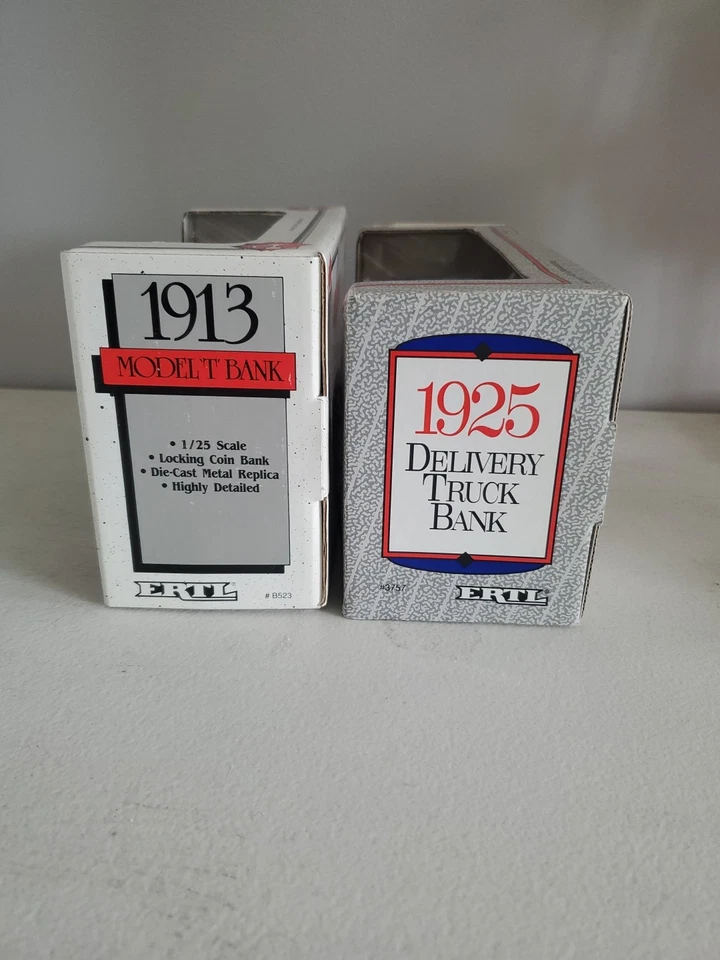 1913
MODEL 'T' BANK
• 1/25 Scale
• Locking Coin Bank
• Die-Cast Metal Replica
• Highly Detailed
ERTL®
# B523
1925
DELIVERY
TRUCK
BANK
#3757
ERTL®